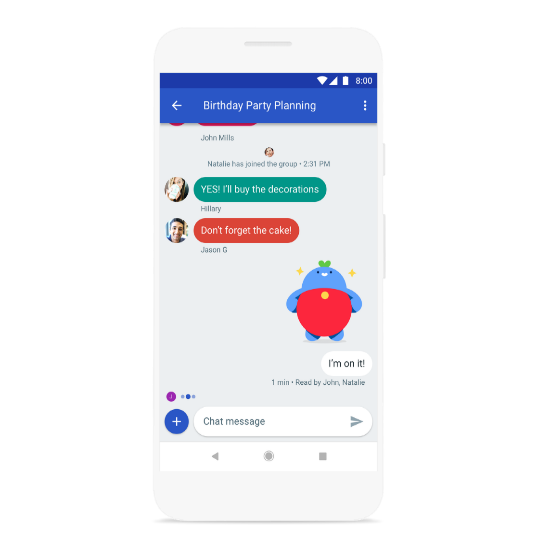 8:00
Birthday Party Planning
John Mills
Natalie has joined the group • 2:31 PM
YES! I'll buy the decorations
Hillary
Don't forget the cake!
Jason G
I'm on it!
1 min • Read by John, Natalie
J
Chat message